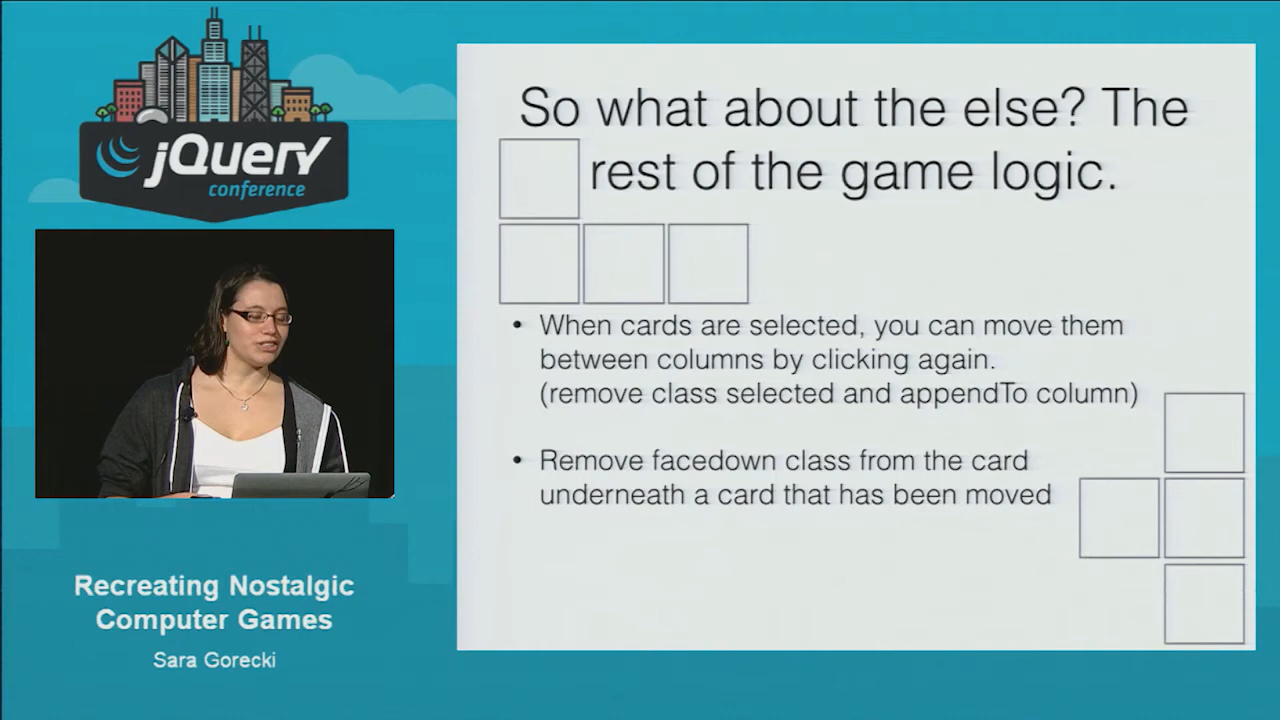 jQuery
conference
Recreating Nostalgic
Computer Games
Sara Gorecki
So what about the else? The
rest of the game logic.
• When cards are selected, you can move them
between columns by clicking again.
(remove class selected and appendTo column)
• Remove facedown class from the card
underneath a card that has been moved